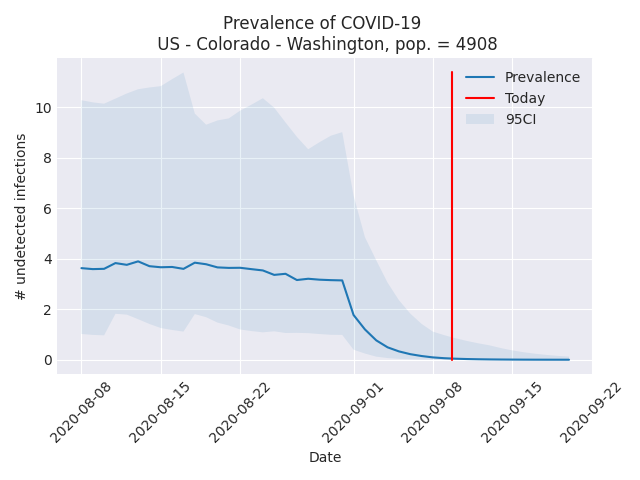 Prevalence of COVID-19
US - Colorado - Washington, pop. = 4908
Prevalence
Today
95CI
# undetected infections
10
8
6
4
2
0
2020-08-08
2020-08-15
2020-08-22
2020-09-01
2020-09-08
2020-09-15
2020-09-22
Date